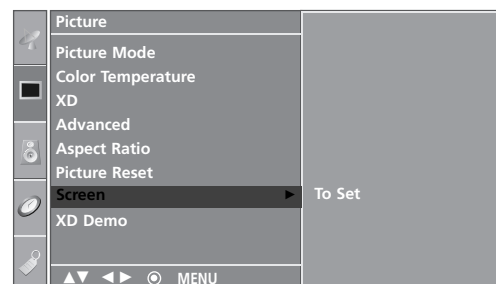 Picture
Picture Mode
Color Temperature
XD
Advanced
Aspect Ratio
Picture Reset
Screen ► To Set
XD Demo
▲▼ ◄► ◉ MENU